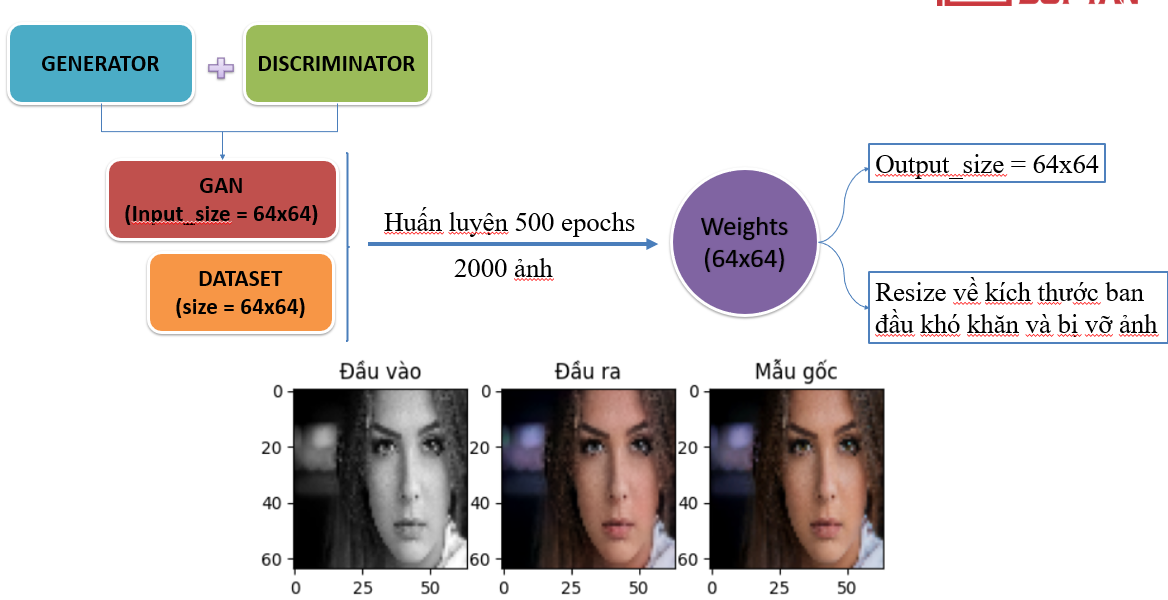 GENERATOR
DISCRIMINATOR
GAN
(Input_size = 64x64)
DATASET
(size = 64x64)
Huấn luyện 500 epochs
2000 ảnh
Weights
(64x64)
Output_size = 64x64
Resize về kích thước ban
đầu khó khăn và bị vỡ ảnh
Đầu vào
Đầu ra
Mẫu gốc
0
20
40
60
0
25
50
0
20
40
60
0
25
50
0
20
40
60
0
25
50